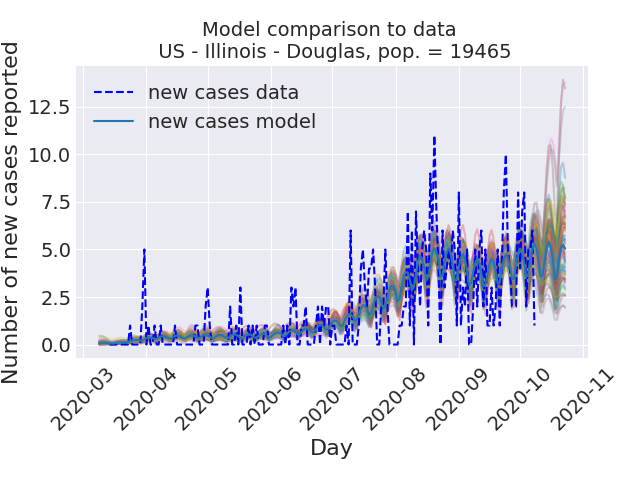 Model comparison to data
US - Illinois - Douglas, pop. = 19465
Number of new cases reported
12.5
10.0
7.5
5.0
2.5
0.0
new cases data
new cases model
2020-03
2020-04
2020-05
2020-06
2020-07
2020-08
2020-09
2020-10
2020-11
Day